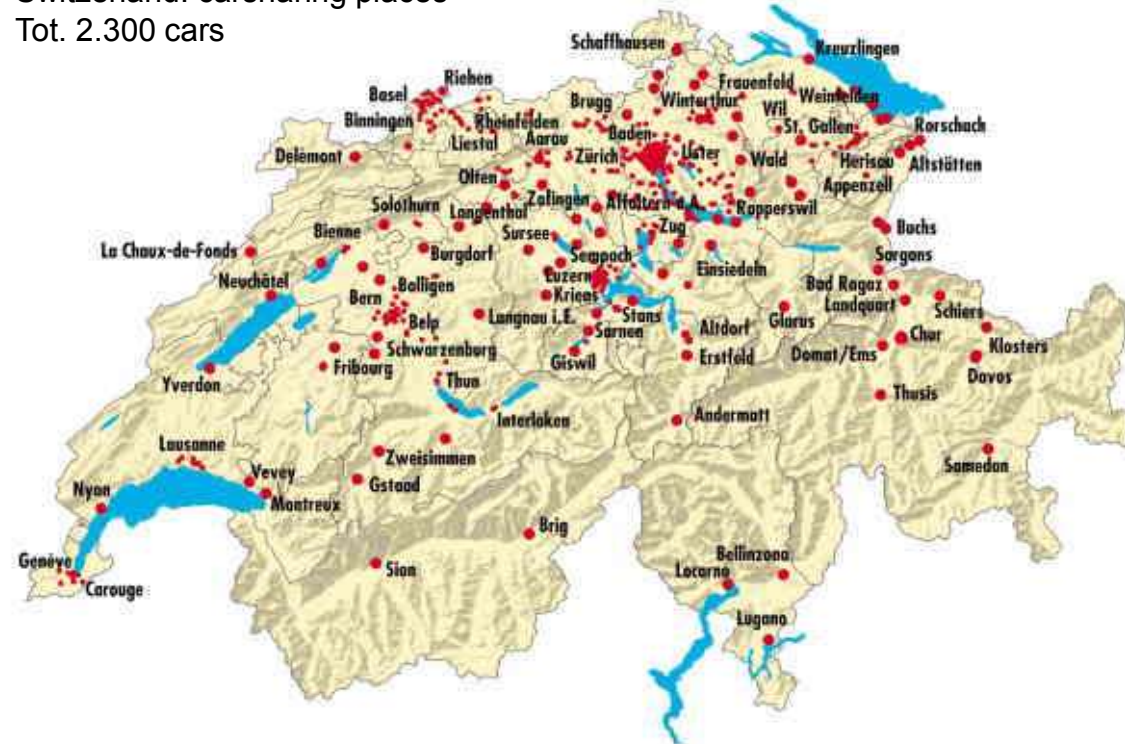 Switzerland: carsharing places
Tot. 2.300 cars
Schaffhausen
Kreuzlingen
Riehen
Basel
Binningen
Frauenfeld
Weinfelden
Brugg
Winterthur
Wil
Rheinfelden
Baden
St. Gallen
Rorschach
Liestal
Aarau
Delémont
Zürich
Uster
Wald
Herisau
Altstätten
Olten
Appenzell
Zofingen
Affoltern a.A.
Rapperswil
Solothurn
Langenthal
Bienne
Sursee
Zug
Buchs
La Chaux-de-Fonds
Burgdorf
Sempach
Sargans
Neuchâtel
Bolligen
Luzern
Einsiedeln
Bad Ragaz
Bern
Kriens
Landquart
Schiers
Belp
Langnau i.E.
Stans
Glarus
Sarnen
Altdorf
Chur
Klosters
Schwarzenburg
Giswil
Erstfeld
Domat/Ems
Fribourg
Davos
Yverdon
Thun
Thusis
Interlaken
Andermatt
Lausanne
Zweisimmen
Samedan
Vevey
Gstaad
Nyon
Montreux
Brig
Genève
Sion
Bellinzona
Carouge
Locarno
Lugano